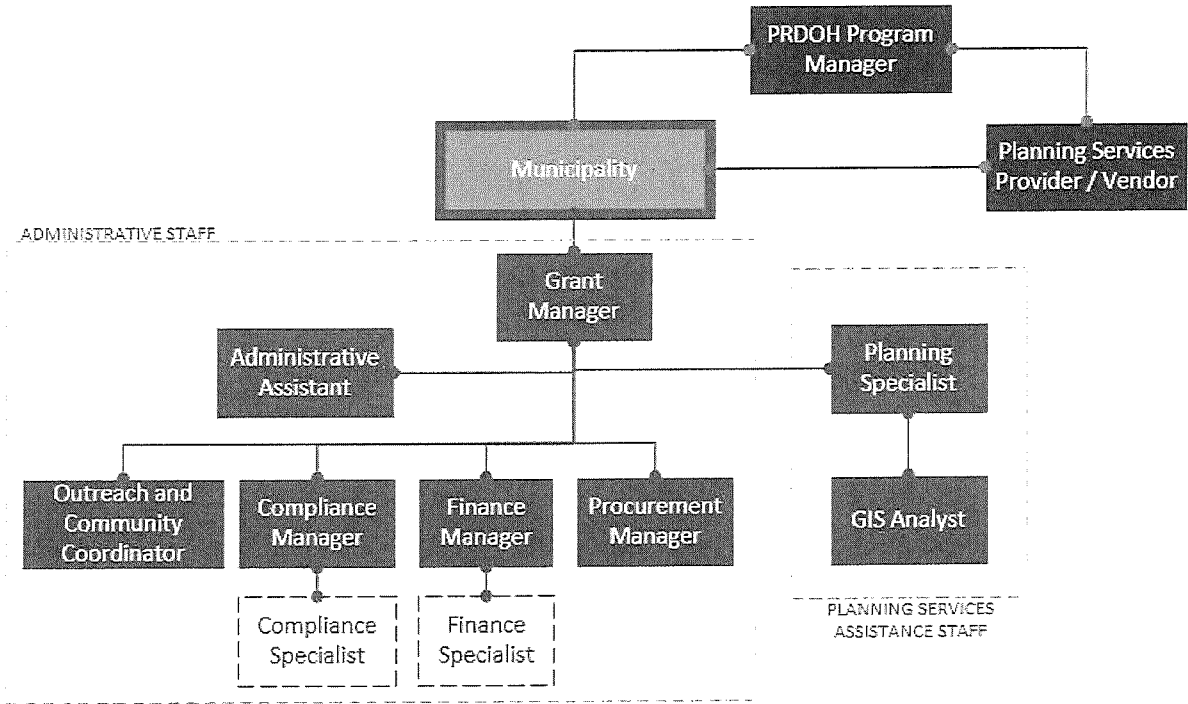 PRDOH Program
Manager
Municipality
Planning Services
Provider / Vendor
ADMINISTRATIVE STAFF
Grant
Manager
Administrative
Assistant
Planning
Specialist
Outreach and
Community
Coordinator
Compliance
Manager
Finance
Manager
Procurement
Manager
GIS Analyst
Compliance
Specialist
Finance
Specialist
PLANNING SERVICES
ASSISTANCE STAFF